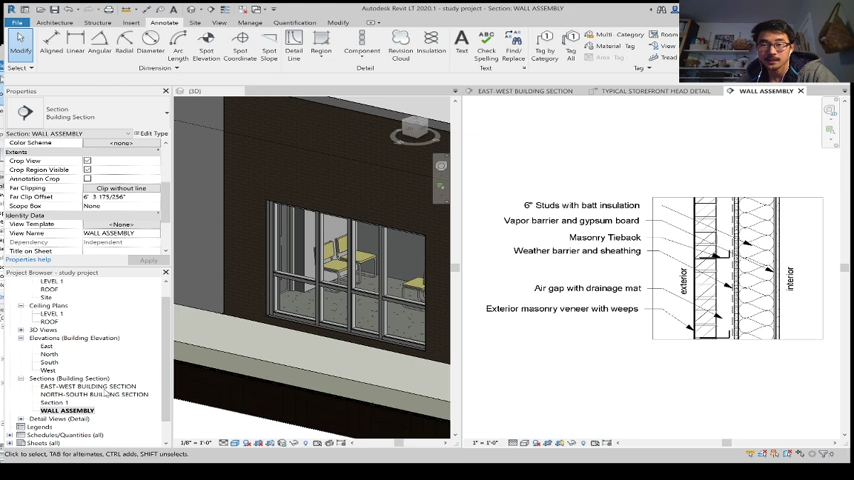 Autodesk Revit LT 2020.1 - Section: WALL ASSEMBLY
File Architecture Structure Insert Annotate Site View Manage Quantification Modify
Modify Aligned Linear Angular Radial Diameter Arc Length Spot Elevation Spot Coordinate Spot Slope Detail Line Region Component Revision Cloud Insulation Text Check Spelling Find/ Replace Tag by Category Tag All Multi- Category Material Tag Area Tag Room View Tread
Select Dimension Detail Text Tag
Properties
Section
Building Section
Section: WALL ASSEMBLY Edit Type
Color Scheme <none>
Extents
Crop View
Crop Region Visible
Annotation Crop
Far Clipping Clip without line
Far Clip Offset 6' 3 175/256"
Scope Box None
Identity Data
View Template <None>
View Name WALL ASSEMBLY
Dependency Independent
Title on Sheet
Properties help Apply
Project Browser - study project
LEVEL 1
ROOF
Site
Ceiling Plans
LEVEL 1
ROOF
3D Views
Elevations (Building Elevation)
East
North
South
West
Sections (Building Section)
EAST-WEST BUILDING SECTION
NORTH-SOUTH BUILDING SECTION
Section 1
WALL ASSEMBLY
Detail Views (Detail)
Legends
Schedules/Quantities (all)
Sheets (all)
{3D}
1/8" = 1'-0"
EAST-WEST BUILDING SECTION TYPICAL STOREFRONT HEAD DETAIL WALL ASSEMBLY
6" Studs with batt insulation
Vapor barrier and gypsum board
Masonry Tieback
Weather barrier and sheathing
Air gap with drainage mat
Exterior masonry veneer with weeps
exterior
interior
1" = 1'-0"
Click to select, TAB for alternates, CTRL adds, SHIFT unselects.